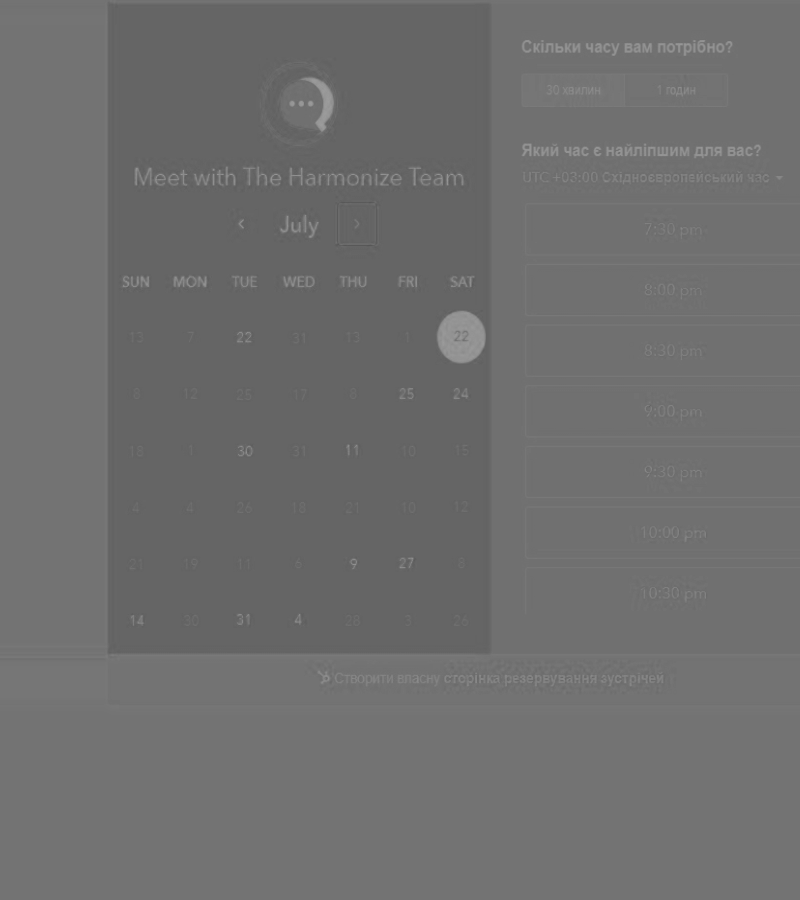 Meet with The Harmonize Team
July
SUN MON TUE WED THU FRI SAT
13 7 22 31 13 1 22
8 12 25 17 8 25 24
18 1 30 31 11 10 15
4 4 26 18 21 10 12
21 19 11 6 9 27 8
14 30 31 4 28 3 26
Скільки часу вам потрібно?
30 хвилин 1 годин
Який час є найліпшим для вас?
UTC +03:00 Східноєвропейський час
7:30 pm
8:00 pm
8:30 pm
9:00 pm
9:30 pm
10:00 pm
10:30 pm
Створити власну сторінка резервування зустрічей